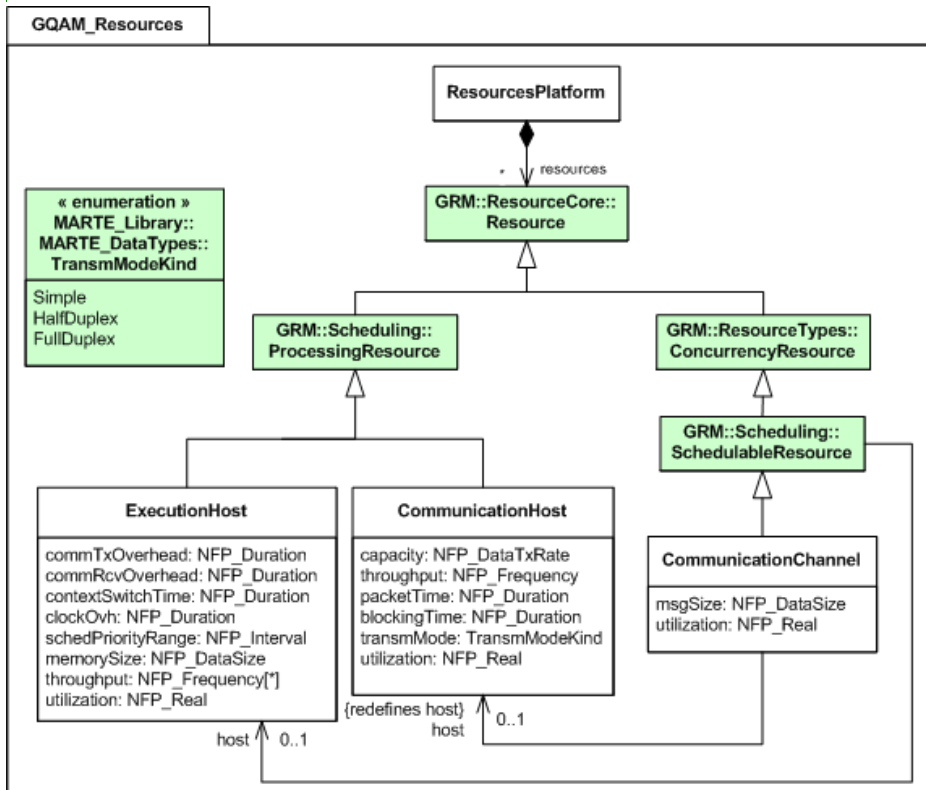 GQAM_Resources
ResourcesPlatform
* resources
GRM::ResourceCore::
Resource
« enumeration »
MARTE_Library::
MARTE_DataTypes::
TransmModeKind
Simple
HalfDuplex
FullDuplex
GRM::Scheduling::
ProcessingResource
GRM::ResourceTypes::
ConcurrencyResource
GRM::Scheduling::
SchedulableResource
ExecutionHost
commTxOverhead: NFP_Duration
commRcvOverhead: NFP_Duration
contextSwitchTime: NFP_Duration
clockOvh: NFP_Duration
schedPriorityRange: NFP_Interval
memorySize: NFP_DataSize
throughput: NFP_Frequency[*]
utilization: NFP_Real
CommunicationHost
capacity: NFP_DataTxRate
throughput: NFP_Frequency
packetTime: NFP_Duration
blockingTime: NFP_Duration
transmMode: TransmModeKind
utilization: NFP_Real
CommunicationChannel
msgSize: NFP_DataSize
utilization: NFP_Real
{redefines host}
host
0..1
host
0..1